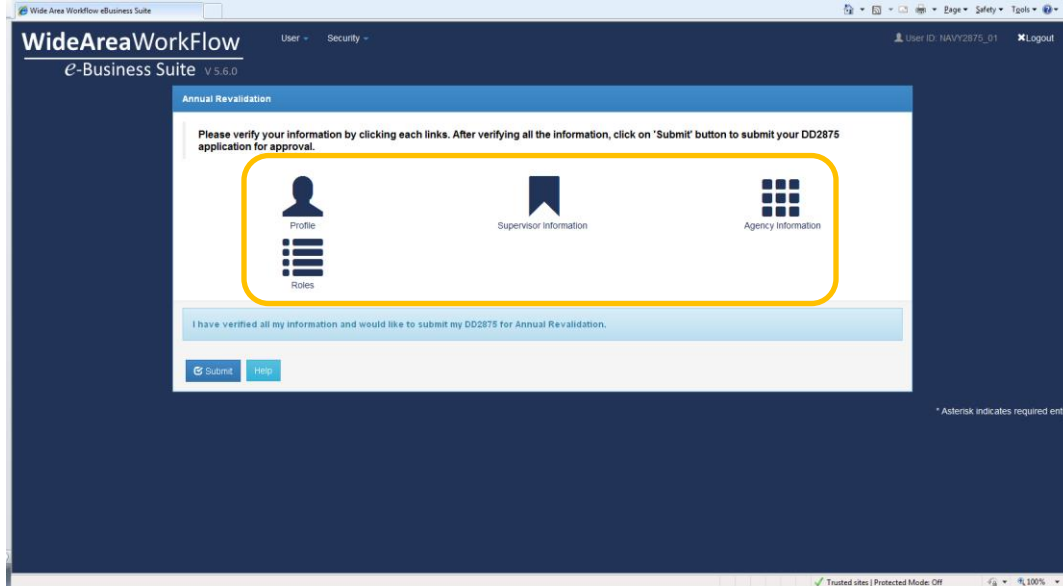 Wide Area Workflow eBusiness Suite
Page Safety Tools
WideAreaWorkFlow User Security User ID: NAVY2875_01 Logout
e-Business Suite V 5.6.0
Annual Revalidation
Please verify your information by clicking each links. After verifying all the information, click on 'Submit' button to submit your DD2875
application for approval.
Profile Supervisor Information Agency Information
Roles
I have verified all my information and would like to submit my DD2875 for Annual Revalidation.
Submit Help
* Asterisk indicates required ent
Trusted sites | Protected Mode: Off 100%